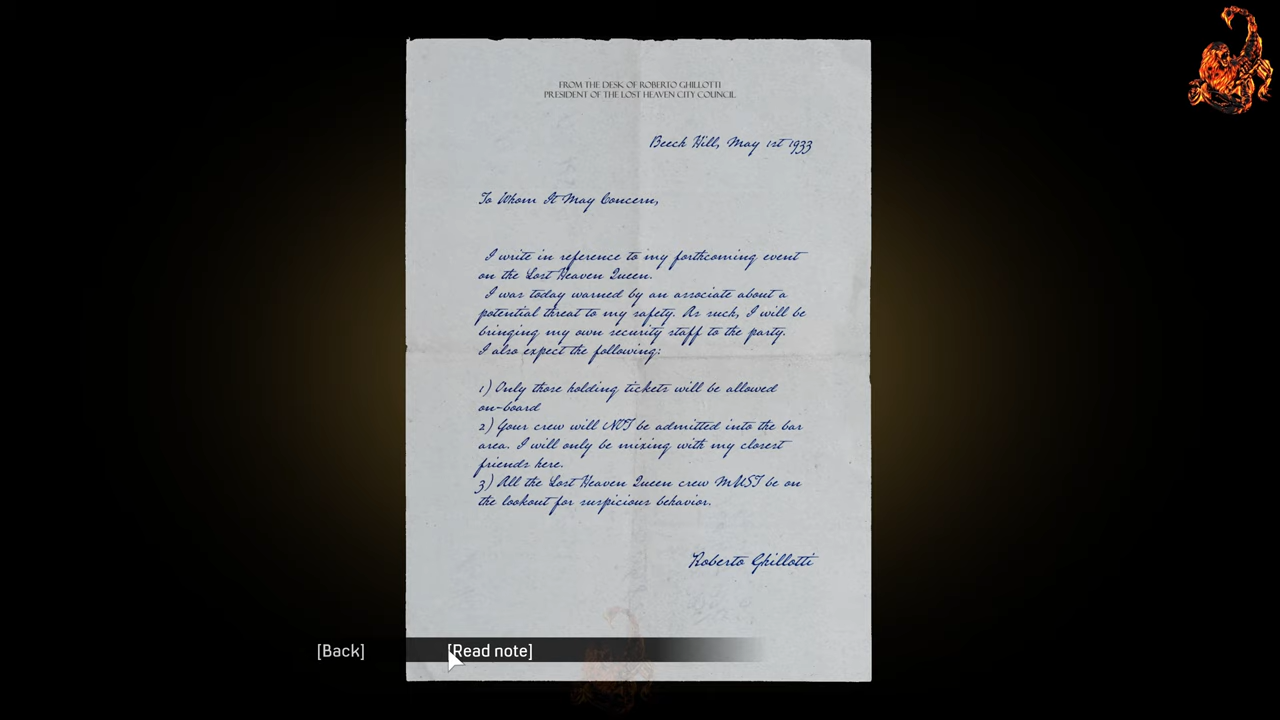 FROM THE DESK OF ROBERTO GHILLOTTI
PRESIDENT OF THE LOST HEAVEN CITY COUNCIL
Beech Hill, May 1st 1933
To Whom It May Concern,
I write in reference to my forthcoming event
on the Lost Heaven Queen.
I was today warned by an associate about a
potential threat to my safety. As such, I will be
bringing my own security staff to the party.
I also expect the following:
1) Only those holding tickets will be allowed
on-board
2) Your crew will NOT be admitted into the bar
area. I will only be mixing with my closest
friends here.
3) All the Lost Heaven Queen crew MUST be on
the lookout for suspicious behavior.
Roberto Ghillotti
[Back] [Read note]